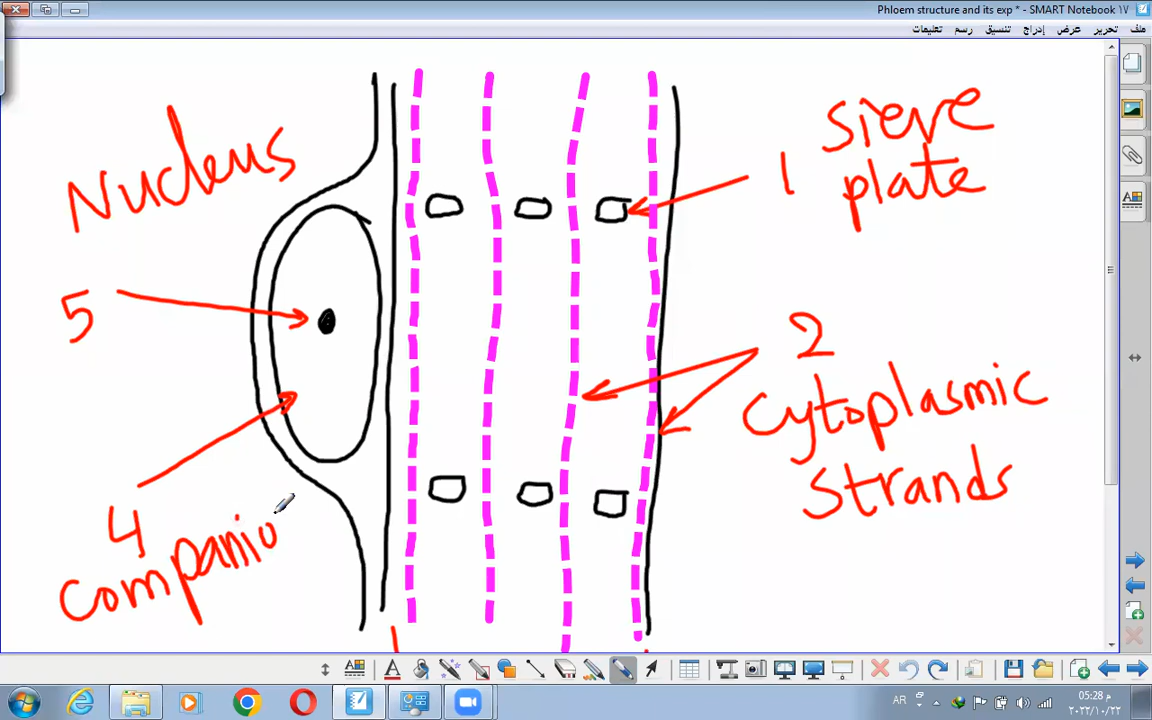 Phloem structure and its exp * - SMART Notebook ١٧
ملف تحرير عرض إدراج تنسيق رسم تعليمات
Nucleus
1 sieve
plate
5
2
Cytoplasmic
strands
4
Companio
AR
05:28 م
٢٠٢٢/١٠/٢٢